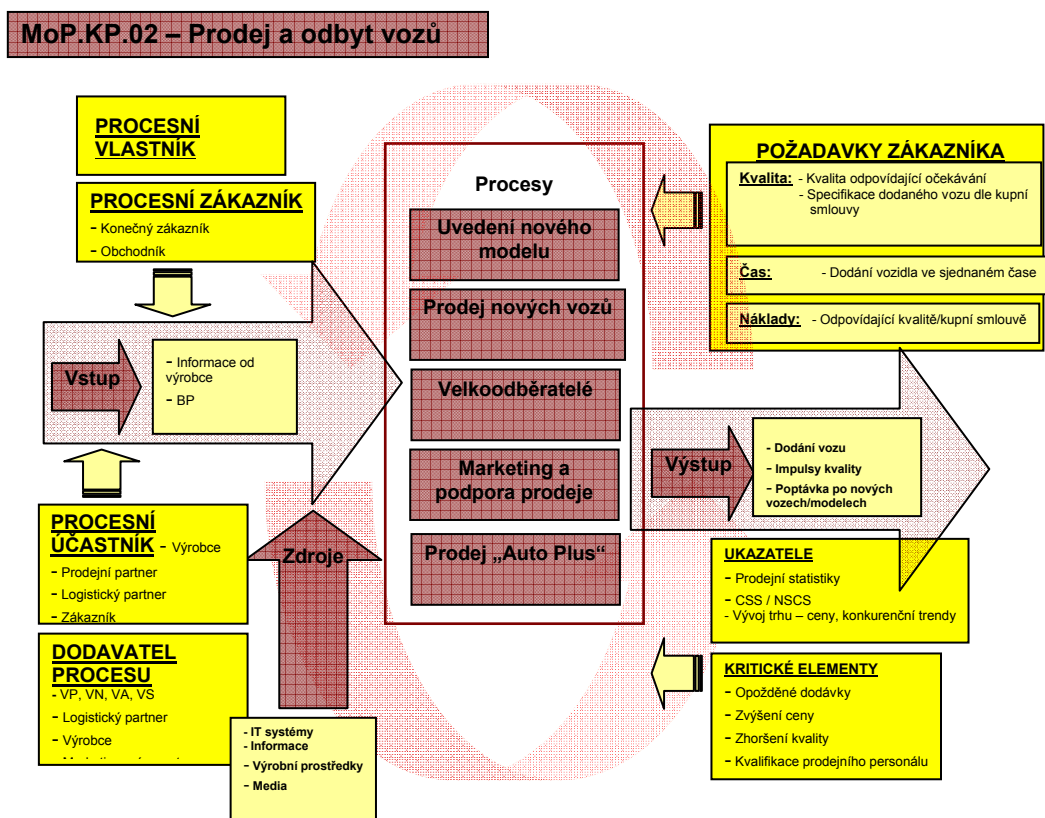 MoP.KP.02 – Prodej a odbyt vozů
PROCESNÍ
VLASTNÍK
PROCESNÍ ZÁKAZNÍK
- Konečný zákazník
- Obchodník
Vstup
- Informace od
výrobce
- BP
PROCESNÍ
ÚČASTNÍK - Výrobce
- Prodejní partner
- Logistický partner
- Zákazník
DODAVATEL
PROCESU
- VP, VN, VA, VS
- Logistický partner
- Výrobce
Zdroje
- IT systémy
- Informace
- Výrobní prostředky
- Media
Procesy
Uvedení nového
modelu
Prodej nových vozů
Velkoodběratelé
Marketing a
podpora prodeje
Prodej „Auto Plus“
POŽADAVKY ZÁKAZNÍKA
Kvalita: - Kvalita odpovídající očekávání
- Specifikace dodaného vozu dle kupní
smlouvy
Čas: - Dodání vozidla ve sjednaném čase
Náklady: - Odpovídající kvalitě/kupní smlouvě
Výstup
- Dodání vozu
- Impulsy kvality
- Poptávka po nových
vozech/modelech
UKAZATELE
- Prodejní statistiky
- CSS / NSCS
- Vývoj trhu – ceny, konkurenční trendy
KRITICKÉ ELEMENTY
- Opožděné dodávky
- Zvýšení ceny
- Zhoršení kvality
- Kvalifikace prodejního personálu